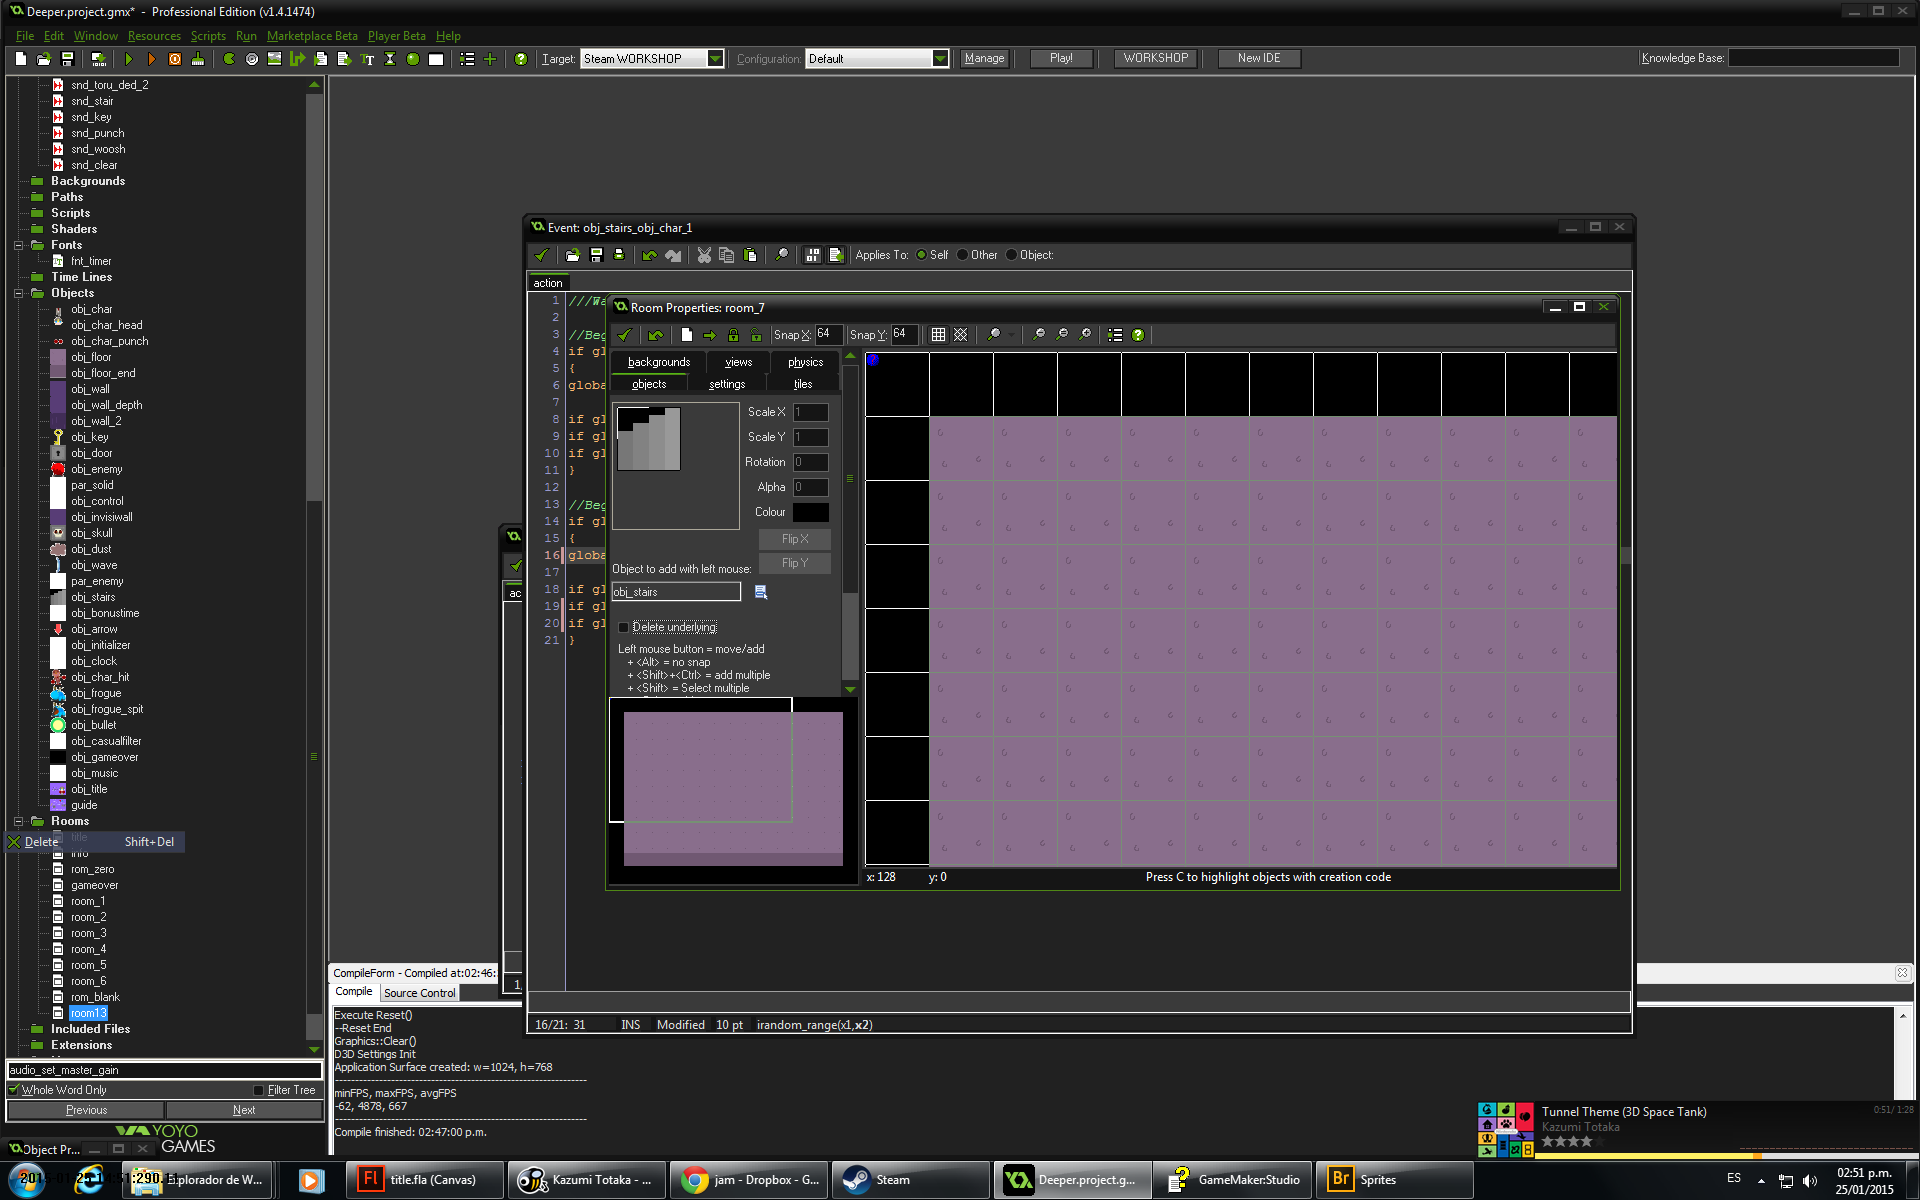 Deeper.project.gmx* - Professional Edition (v1.4.1474)
File Edit Window Resources Scripts Run Marketplace Beta Player Beta Help
Target: Steam WORKSHOP Configuration: Default Manage Play! WORKSHOP New IDE Knowledge Base:
snd_toru_ded_2
snd_stair
snd_key
snd_punch
snd_woosh
snd_clear
Backgrounds
Paths
Scripts
Shaders
Fonts
fnt_timer
Time Lines
Objects
obj_char
obj_char_head
obj_char_punch
obj_floor
obj_floor_end
obj_wall
obj_wall_depth
obj_wall_2
obj_key
obj_door
obj_enemy
par_solid
obj_control
obj_invisiwall
obj_skull
obj_dust
obj_wave
par_enemy
obj_stairs
obj_bonustime
obj_arrow
obj_initializer
obj_clock
obj_char_hit
obj_frogue
obj_frogue_spit
obj_bullet
obj_casualfilter
obj_gameover
obj_music
obj_title
guide
Rooms
title
Delete Shift+Del
info
rom_zero
gameover
room_1
room_2
room_3
room_4
room_5
room_6
rom_blank
room13
Included Files
Extensions
audio_set_master_gain
Whole Word Only Filter Tree
Previous Next
YOYO
GAMES
Object Pr...
Event: obj_stairs_obj_char_1
Applies To: Self Other Object:
action
1 ///Wa
2
3 //Beg
4 if gl
5 {
6 globa
7
8 if gl
9 if gl
10 if gl
11 }
12
13 //Beg
14 if gl
15 {
16 globa
17
18 if gl
19 if gl
20 if gl
21 }
ac
1,
16/21: 31 INS Modified 10 pt irandom_range(x1,x2)
Room Properties: room_7
Snap X: 64 Snap Y: 64
backgrounds views physics
objects settings tiles
Scale X 1
Scale Y 1
Rotation 0
Alpha 0
Colour
Flip X
Flip Y
Object to add with left mouse:
obj_stairs
Delete underlying
Left mouse button = move/add
+ <Alt> = no snap
+ <Shift>+<Ctrl> = add multiple
+ <Shift> = Select multiple
?
x: 128 y: 0 Press C to highlight objects with creation code
CompileForm - Compiled at:02:46:
Compile Source Control
Execute Reset()
--Reset End
Graphics::Clear()
D3D Settings Init
Application Surface created: w=1024, h=768
minFPS, maxFPS, avgFPS
-62, 4878, 667
Compile finished: 02:47:00 p.m.
Tunnel Theme (3D Space Tank) 0:51/ 1:28
Kazumi Totaka
Explorador de W...
Fl title.fla (Canvas)
Kazumi Totaka - ...
jam - Dropbox - G...
Steam
Deeper.project.g...
GameMaker:Studio
Br Sprites
ES
02:51 p.m.
25/01/2015